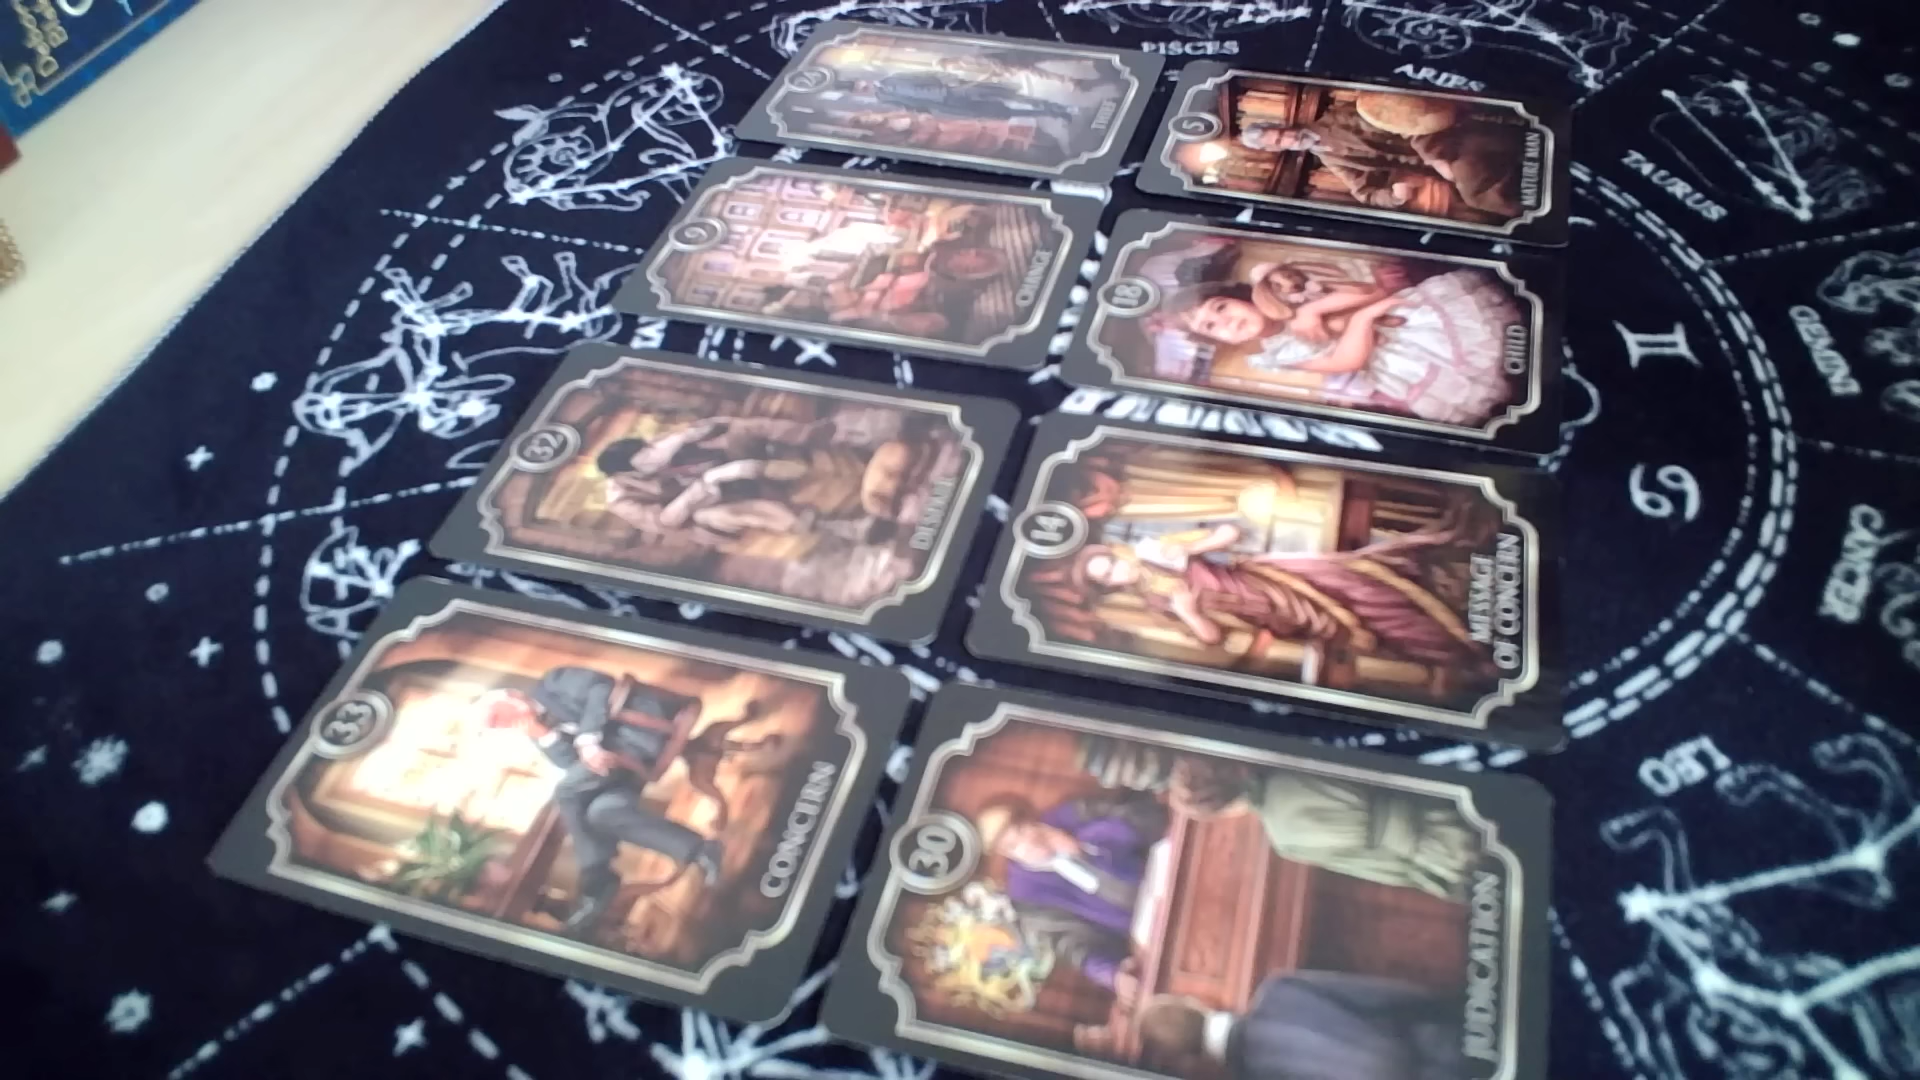 PISCES
ARIES
TAURUS
GEMINI
CANCER
LEO
THIEF
5
MATURE MAN
9
CHANGE
18
CHILD
32
14
MESSAGE
OF CONCERN
33
CONCERN
30
JUDICATION